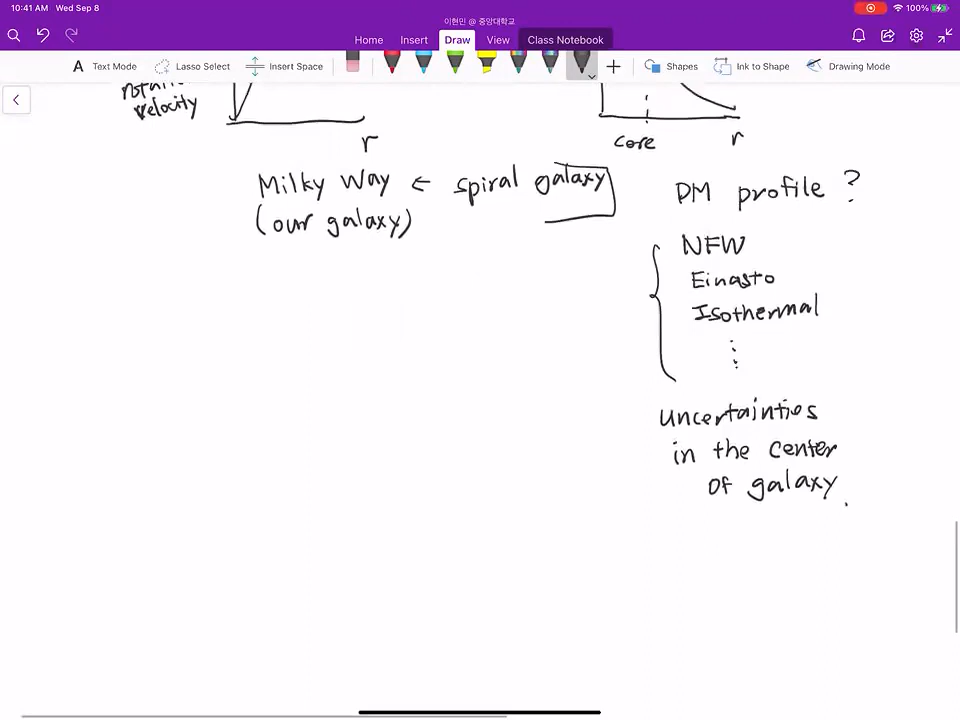 10:41 AM Wed Sep 8
100%
이현민 @ 중앙대학교
Home Insert Draw View Class Notebook
A Text Mode Lasso Select Insert Space Shapes Ink to Shape Drawing Mode
velocity
r
core
r
Milky Way ← spiral galaxy
(our galaxy)
DM profile ?
NFW
Einasto
Isothermal
⋮
uncertainties
in the center
of galaxy.